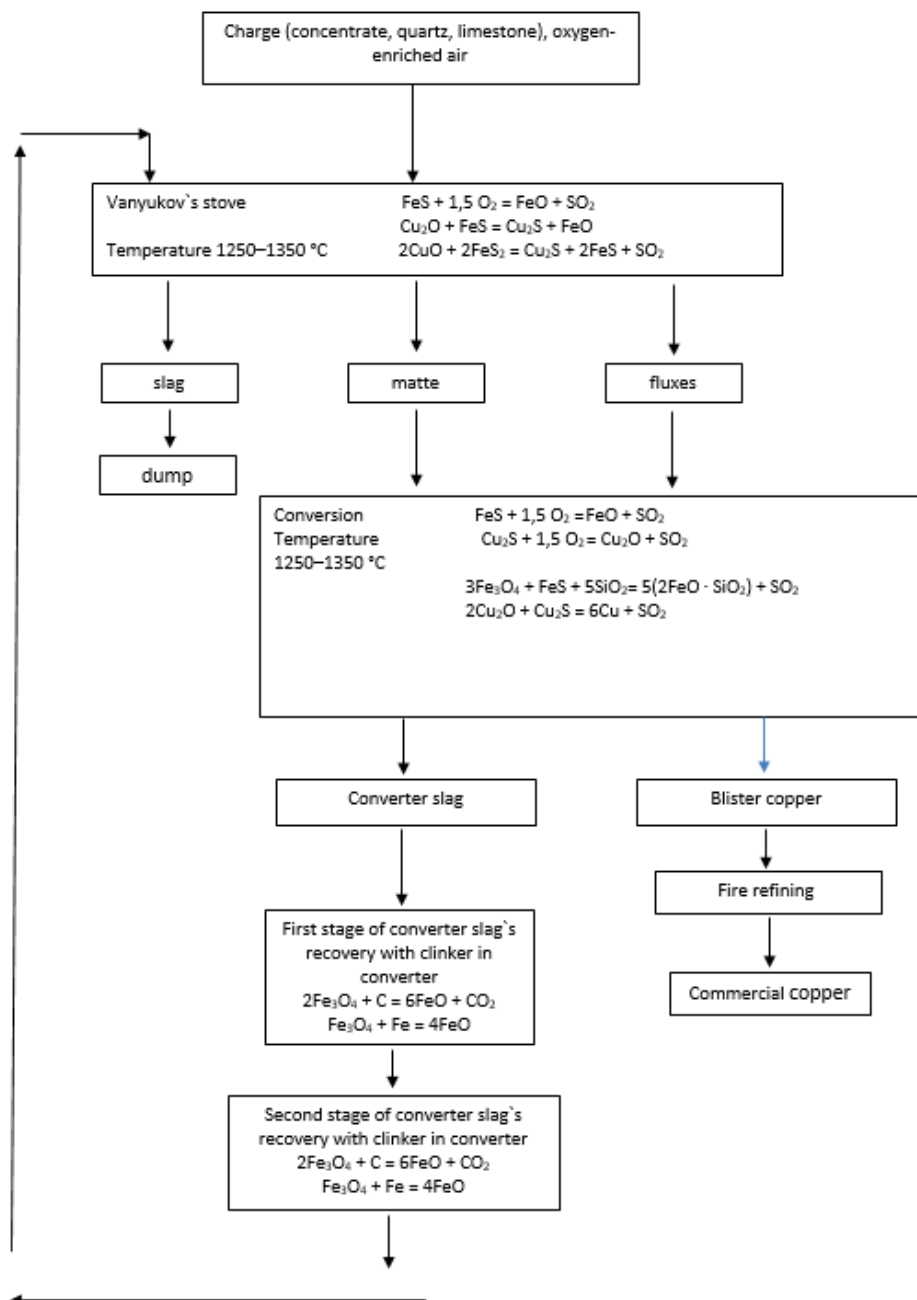 Charge (concentrate, quartz, limestone), oxygen-
enriched air
Vanyukov`s stove
FeS + 1,5 O₂ = FeO + SO₂
Cu₂O + FeS = Cu₂S + FeO
Temperature 1250–1350 °C
2CuO + 2FeS₂ = Cu₂S + 2FeS + SO₂
slag
matte
fluxes
dump
Conversion
FeS + 1,5 O₂ =FeO + SO₂
Temperature
Cu₂S + 1,5 O₂= Cu₂O + SO₂
1250–1350 °C
3Fe₃O₄ + FeS + 5SiO₂= 5(2FeO · SiO₂) + SO₂
2Cu₂O + Cu₂S = 6Cu + SO₂
Converter slag
Blister copper
Fire refining
Commercial copper
First stage of converter slag`s
recovery with clinker in
converter
2Fe₃O₄ + C = 6FeO + CO₂
Fe₃O₄ + Fe = 4FeO
Second stage of converter slag`s
recovery with clinker in converter
2Fe₃O₄ + C = 6FeO + CO₂
Fe₃O₄ + Fe = 4FeO